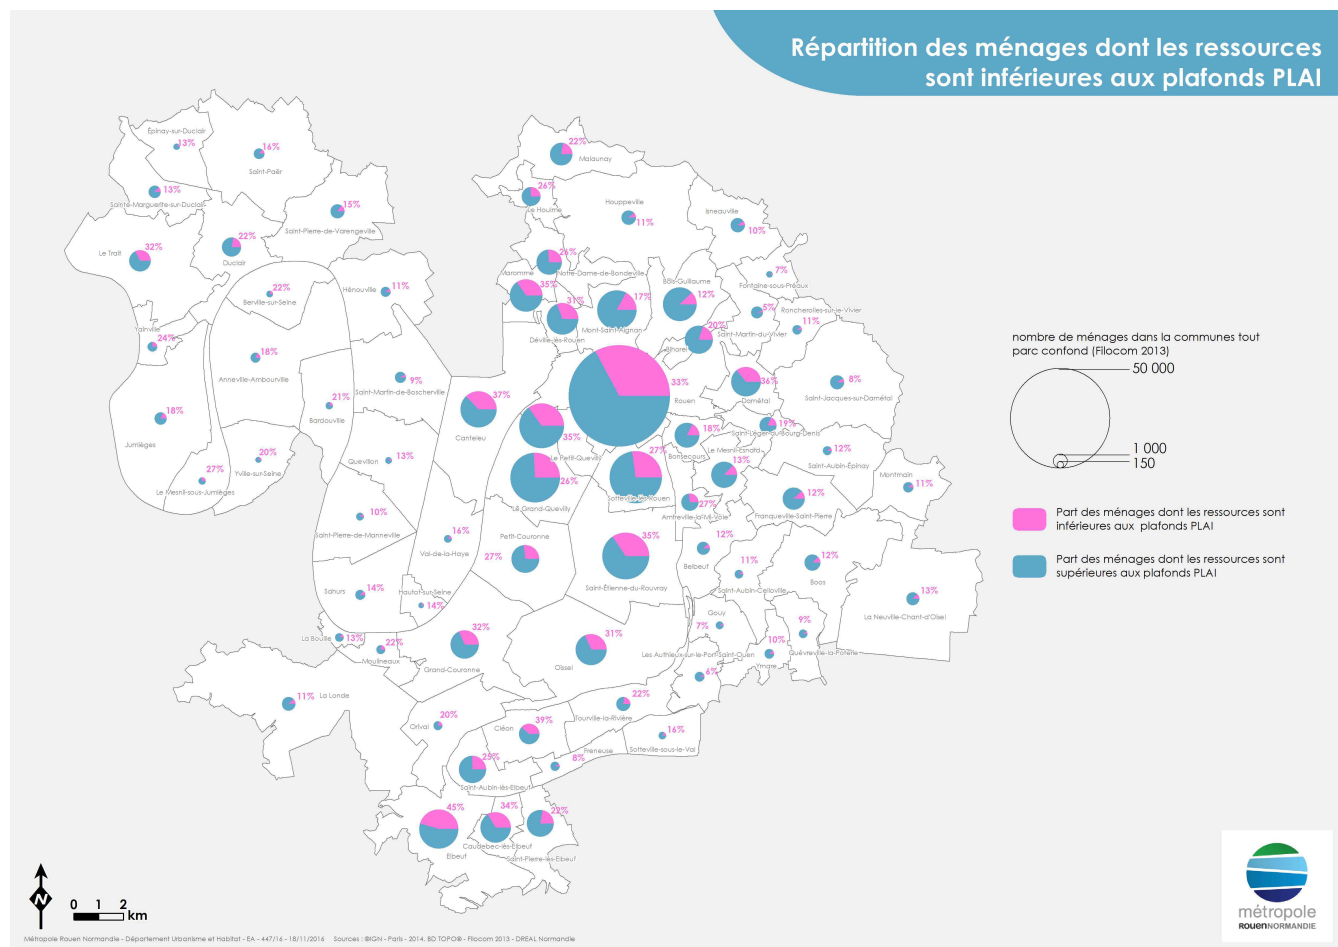 Répartition des ménages dont les ressources
sont inférieures aux plafonds PLAI
Épinay-sur-Duclair
13%
16%
Saint-Paër
13%
Sainte-Marguerite-sur-Duclair
15%
Saint-Pierre-de-Varengeville
32%
Le Trait
22%
Duclair
22%
Malaunay
26%
Le Houlme
Houppeville
11%
Isneauville
10%
26%
Notre-Dame-de-Bondeville
Maromme
35%
31%
Déville-lès-Rouen
17%
Mont-Saint-Aignan
Bois-Guillaume
12%
20%
Bihorel
7%
Fontaine-sous-Préaux
5%
Saint-Martin-du-Vivier
Roncherolles-sur-le-Vivier
11%
22%
Berville-sur-Seine
Hénouville
11%
Yainville
24%
18%
Anneville-Ambourville
9%
Saint-Martin-de-Boscherville
21%
Bardouville
18%
Jumièges
20%
Yville-sur-Seine
27%
Le Mesnil-sous-Jumièges
Quevillon
13%
10%
Saint-Pierre-de-Manneville
16%
Val-de-la-Haye
14%
Sahurs
Hautot-sur-Seine
14%
37%
Canteleu
33%
Rouen
36%
Darnétal
8%
Saint-Jacques-sur-Darnétal
35%
Le Petit-Quevilly
18%
Bonsecours
19%
Saint-Léger-du-Bourg-Denis
Le Mesnil-Esnard
13%
12%
Saint-Aubin-Épinay
Montmain
11%
26%
Le Grand-Quevilly
27%
Sotteville-lès-Rouen
27%
Amfreville-la-Mi-Voie
12%
Franqueville-Saint-Pierre
Petit-Couronne
27%
35%
Saint-Étienne-du-Rouvray
12%
Belbeuf
11%
Saint-Aubin-Celloville
12%
Boos
13%
La Neuville-Chant-d'Oisel
Gouy
7%
9%
Quévreville-la-Poterie
10%
Ymare
Les Authieux-sur-le-Port-Saint-Ouen
6%
La Bouille
13%
22%
Moulineaux
32%
Grand-Couronne
31%
Oissel
11%
La Londe
20%
Orival
Cléon
39%
22%
Tourville-la-Rivière
16%
Sotteville-sous-le-Val
Freneuse
8%
25%
Saint-Aubin-lès-Elbeuf
45%
Elbeuf
34%
Caudebec-lès-Elbeuf
22%
Saint-Pierre-lès-Elbeuf
nombre de ménages dans la communes tout
parc confond (Filocom 2013)
50 000
1 000
150
Part des ménages dont les ressources sont
inférieures aux plafonds PLAI
Part des ménages dont les ressources sont
supérieures aux plafonds PLAI
N
0 1 2
km
métropole
ROUENNORMANDIE
Métropole Rouen Normandie - Département Urbanisme et Habitat - EA - 447/16 - 18/11/2016 Sources : ©IGN - Paris - 2014, BD TOPO® - Filocom 2013 - DREAL Normandie